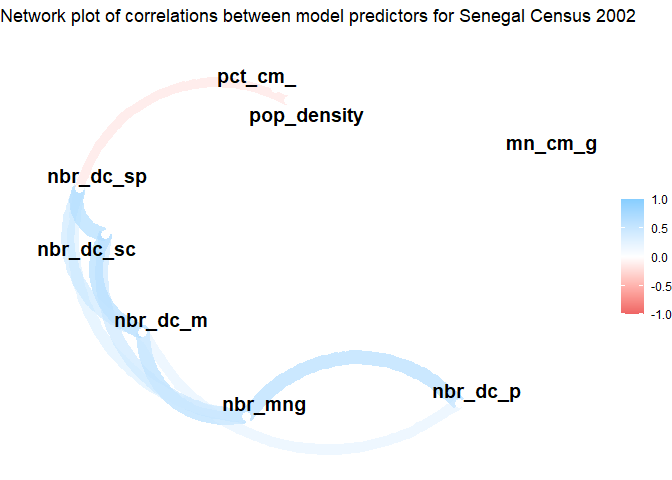 Network plot of correlations between model predictors for Senegal Census 2002
pct_cm_
pop_density
mn_cm_g
nbr_dc_sp
nbr_dc_sc
nbr_dc_m
nbr_mng
nbr_dc_p
1.0
0.5
0.0
-0.5
-1.0